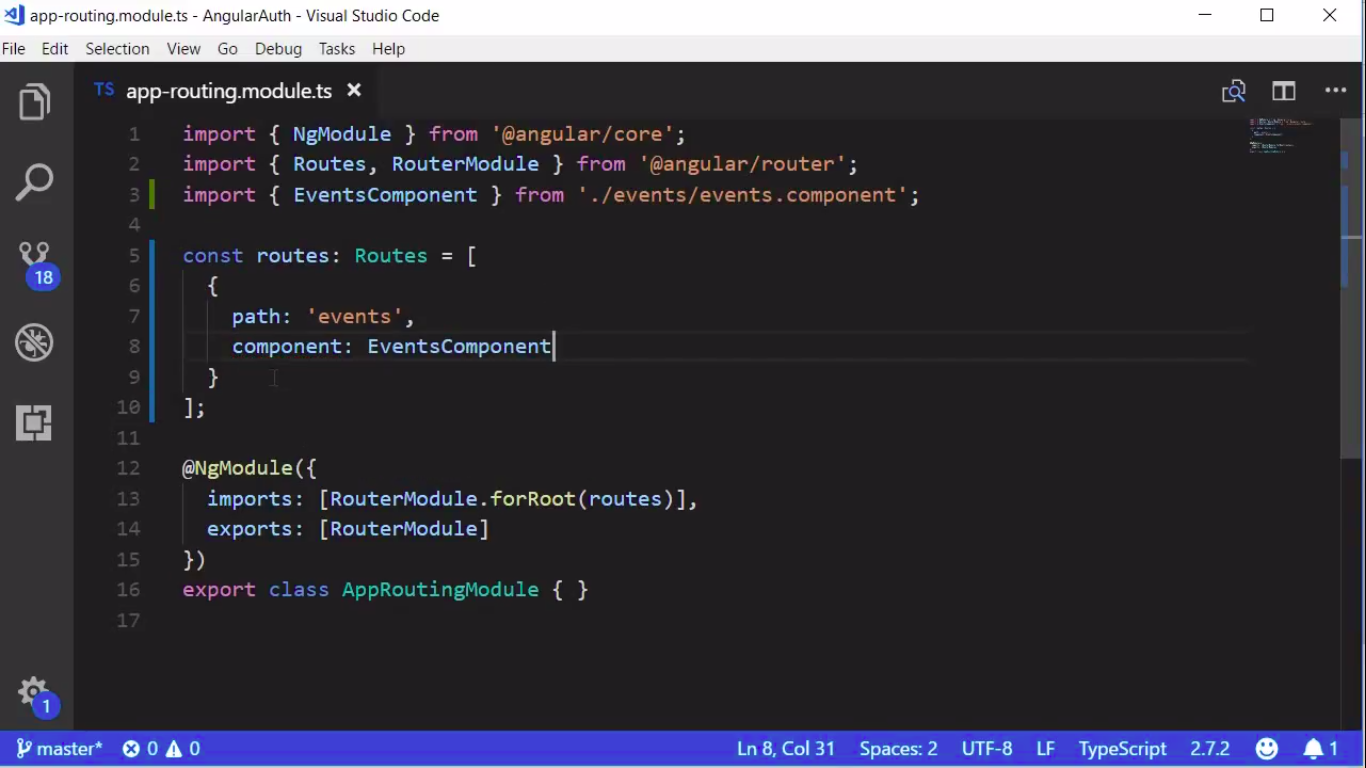 app-routing.module.ts - AngularAuth - Visual Studio Code
File Edit Selection View Go Debug Tasks Help
TS app-routing.module.ts
1 import { NgModule } from '@angular/core';
2 import { Routes, RouterModule } from '@angular/router';
3 import { EventsComponent } from './events/events.component';
4
5 const routes: Routes = [
6 {
7 path: 'events',
8 component: EventsComponent
9 }
10 ];
11
12 @NgModule({
13 imports: [RouterModule.forRoot(routes)],
14 exports: [RouterModule]
15 })
16 export class AppRoutingModule { }
17
18
1
master* 0 0 Ln 8, Col 31 Spaces: 2 UTF-8 LF TypeScript 2.7.2 1